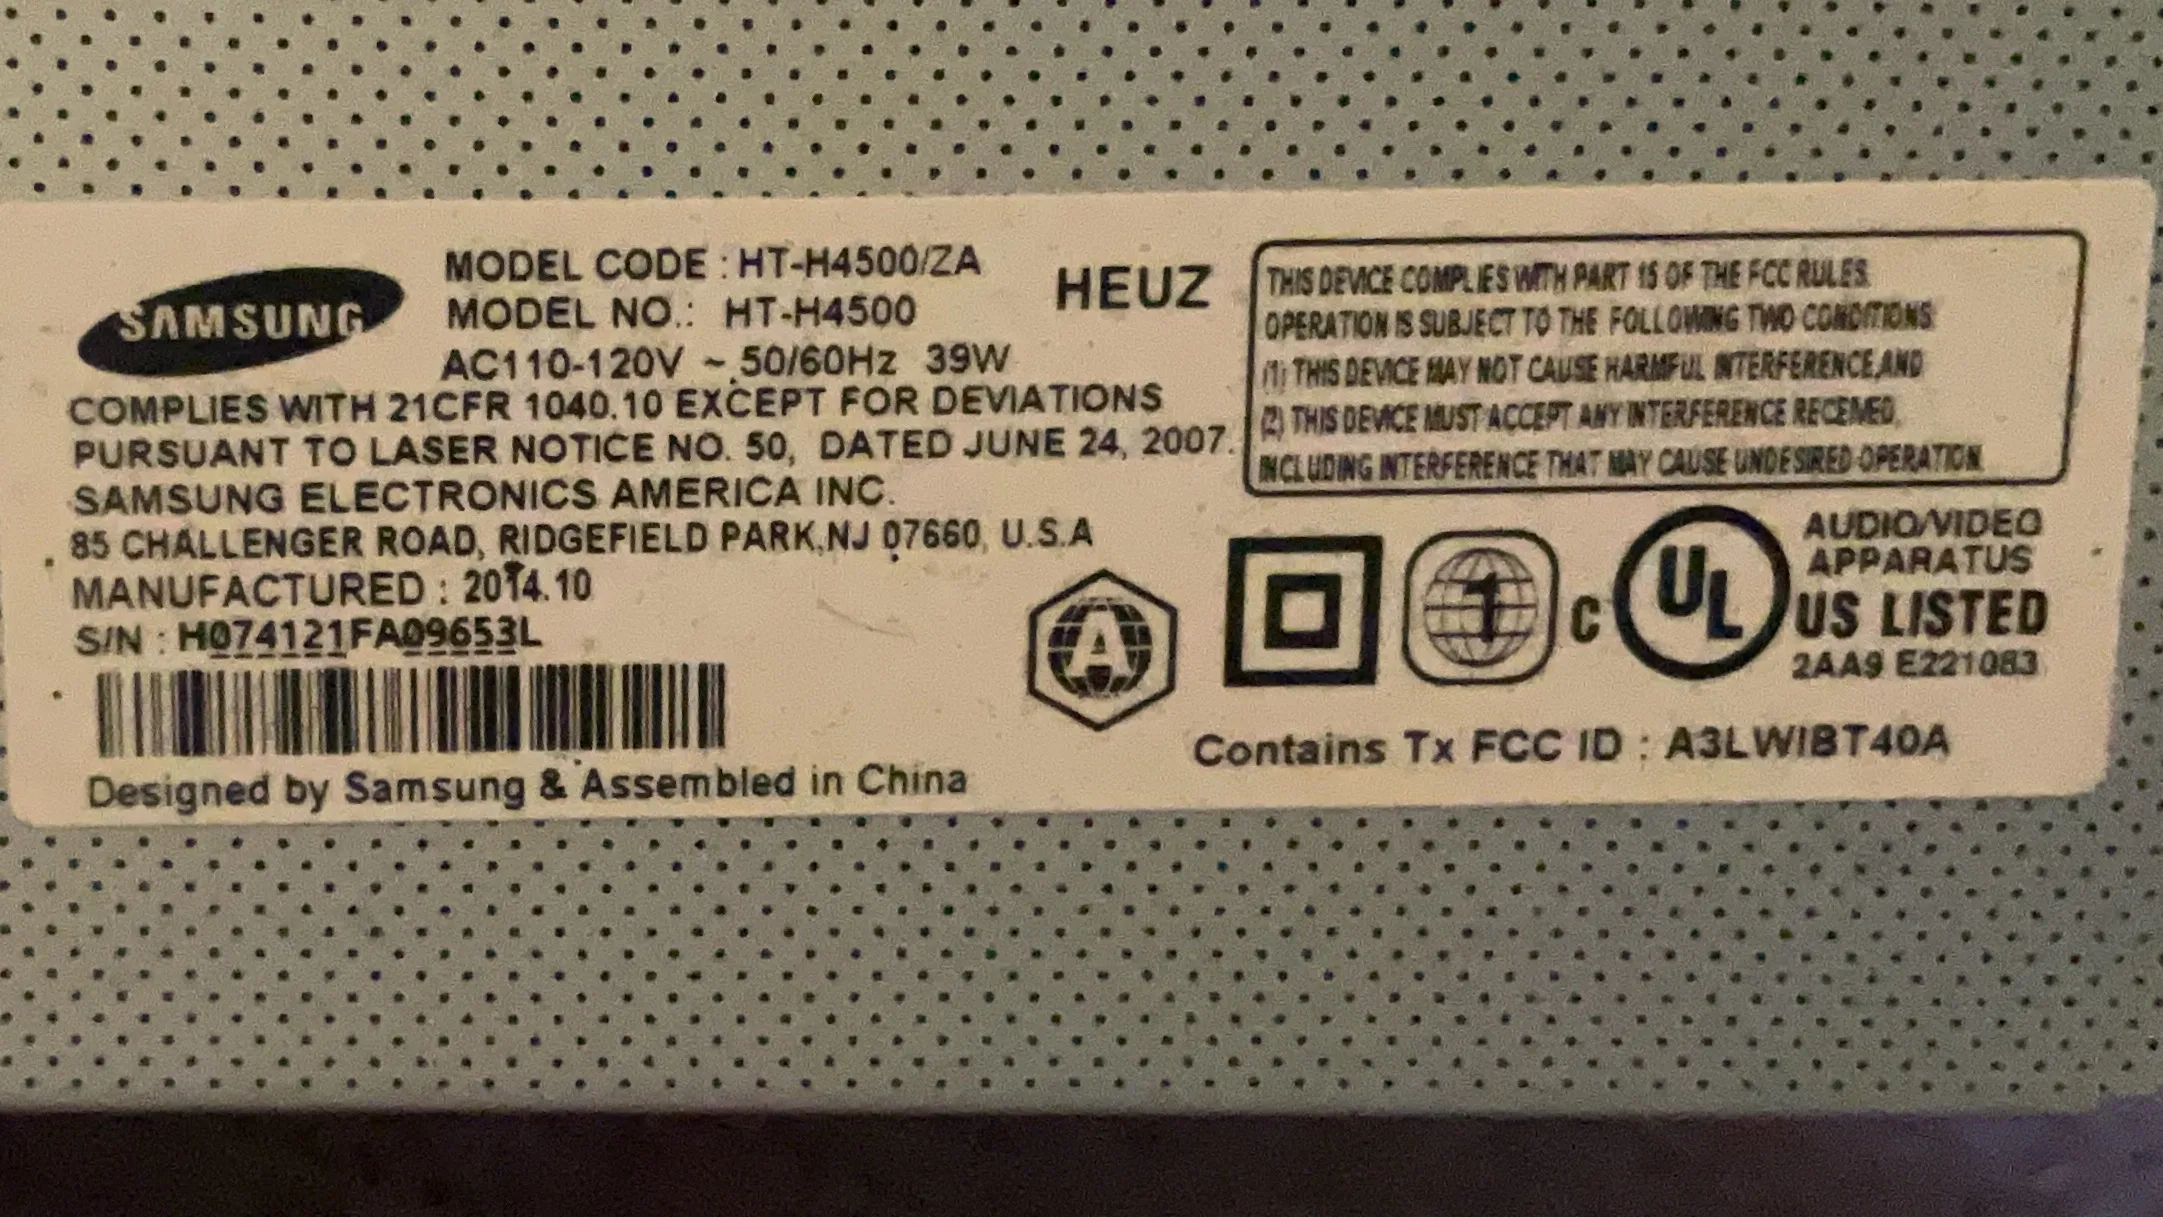 SAMSUNG
MODEL CODE : HT-H4500/ZA
MODEL NO.: HT-H4500
AC110-120V ~ 50/60Hz 39W
HEUZ
COMPLIES WITH 21CFR 1040.10 EXCEPT FOR DEVIATIONS
PURSUANT TO LASER NOTICE NO. 50, DATED JUNE 24, 2007.
SAMSUNG ELECTRONICS AMERICA INC.
85 CHALLENGER ROAD, RIDGEFIELD PARK,NJ 07660, U.S.A
MANUFACTURED : 2014.10
S/N : H074121FA09653L
Designed by Samsung & Assembled in China
THIS DEVICE COMPLIES WITH PART 15 OF THE FCC RULES.
OPERATION IS SUBJECT TO THE FOLLOWING TWO CONDITIONS
(1) THIS DEVICE MAY NOT CAUSE HARMFUL INTERFERENCE,AND
(2) THIS DEVICE MUST ACCEPT ANY INTERFERENCE RECEIVED,
INCLUDING INTERFERENCE THAT MAY CAUSE UNDESIRED OPERATION.
A
1
C UL US LISTED
AUDIO/VIDEO
APPARATUS
2AA9 E221083
Contains Tx FCC ID : A3LWIBT40A